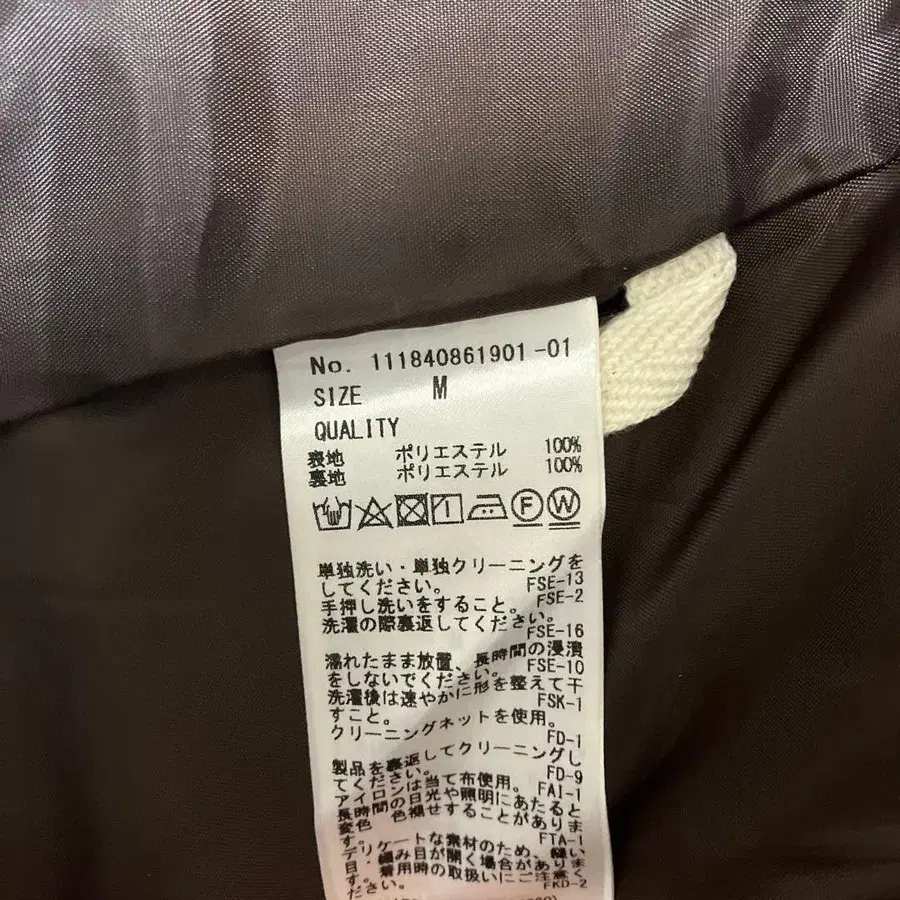 No. 111840861901-01
SIZE M
QUALITY
表地 ポリエステル 100%
裏地 ポリエステル 100%
F W
単独洗い・単独クリーニングを
してください。 FSE-13
手押し洗いをすること。 FSE-2
洗濯の際裏返してください。
FSE-16
濡れたまま放置、長時間の浸漬
をしないでください。 FSE-10
洗濯後は速やかに形を整えて干
すこと。 FSK-1
クリーニングネットを使用。
FD-1
製品を裏返してクリーニングし
てください。 FD-9
アイロンは当て布使用。 FAI-1
長時間の日光や照明にあたると
変色 色褪せすることがありま
す。 FTA-1
デリケートな素材のため、縫い
目・編み目が開く場合がありま
す。着用時の取扱いにご注意く
ださい。 FKD-2